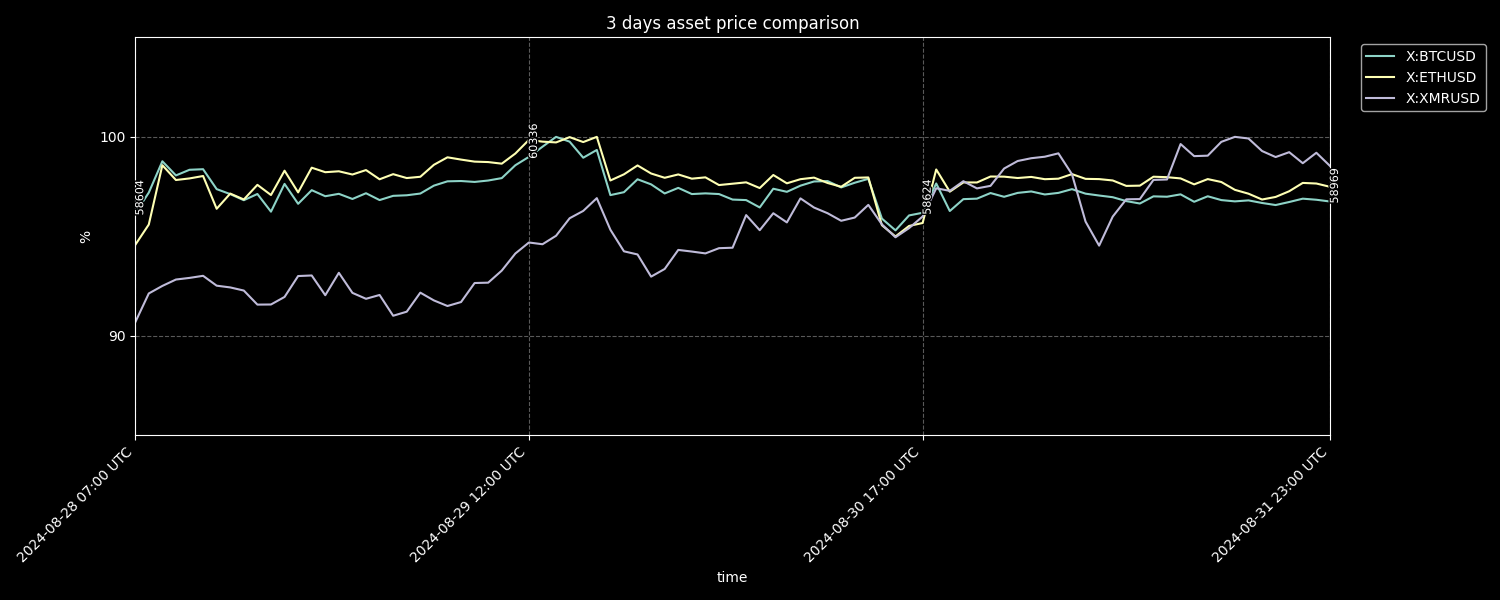 3 days asset price comparison
X:BTCUSD
X:ETHUSD
X:XMRUSD
100
90
%
58604
60336
58624
58969
2024-08-28 07:00 UTC
2024-08-29 12:00 UTC
2024-08-30 17:00 UTC
2024-08-31 23:00 UTC
time